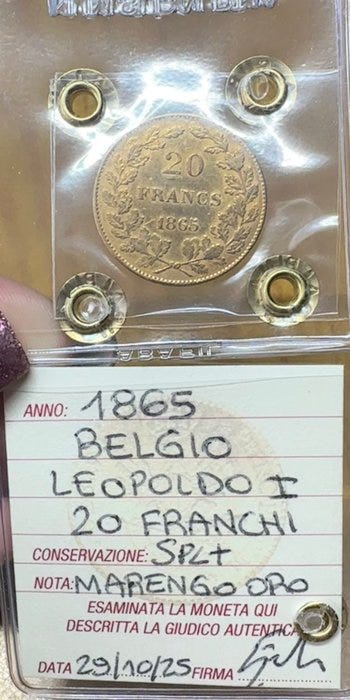 20
FRANCS
1865
ANNO: 1865
BELGIO
LEOPOLDO I
20 FRANCHI
CONSERVAZIONE: SPL+
NOTA: MARENGO ORO
ESAMINATA LA MONETA QUI
DESCRITTA LA GIUDICO AUTENTICA
DATA 29/10/25 FIRMA